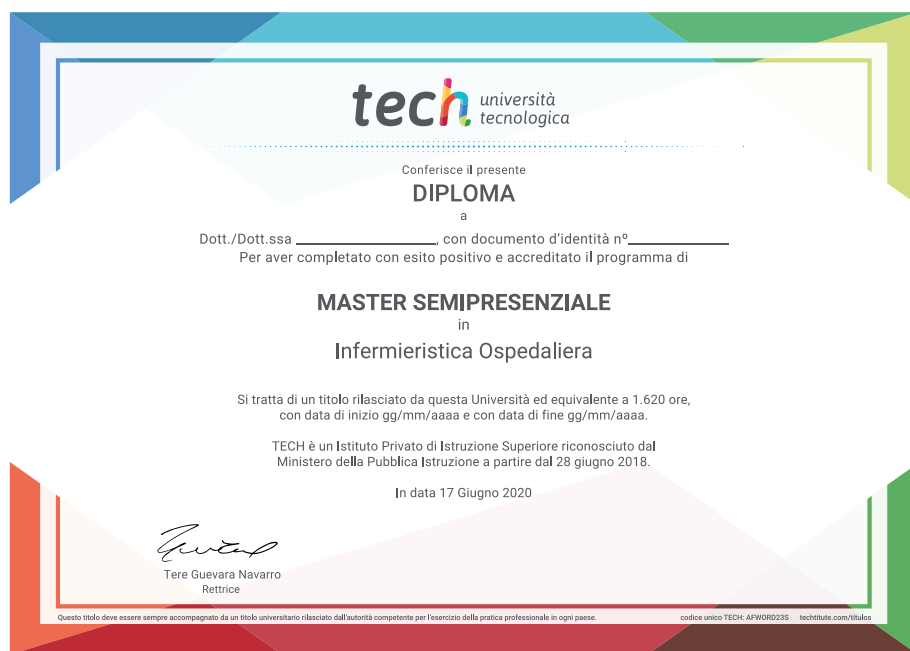 tech università
tecnologica
Conferisce il presente
DIPLOMA
a
Dott./Dott.ssa ________________, con documento d'identità nº____________
Per aver completato con esito positivo e accreditato il programma di
MASTER SEMIPRESENZIALE
in
Infermieristica Ospedaliera
Si tratta di un titolo rilasciato da questa Università ed equivalente a 1.620 ore,
con data di inizio gg/mm/aaaa e con data di fine gg/mm/aaaa.
TECH è un Istituto Privato di Istruzione Superiore riconosciuto dal
Ministero della Pubblica Istruzione a partire dal 28 giugno 2018.
In data 17 Giugno 2020
Tere Guevara Navarro
Rettrice
Questo titolo deve essere sempre accompagnato da un titolo universitario rilasciato dall'autorità competente per l'esercizio della pratica professionale in ogni paese. codice unico TECH: AFWORD23S techtitute.com/titulos